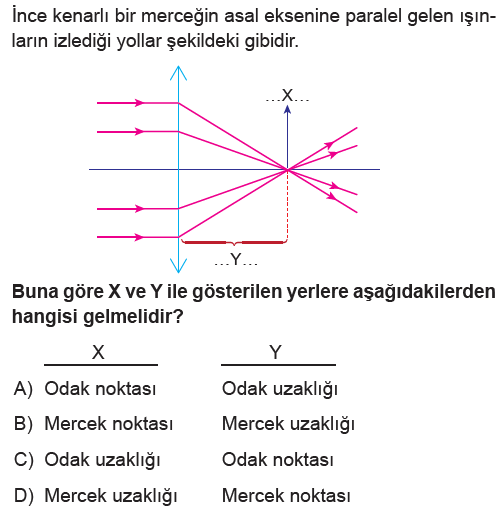 İnce kenarlı bir merceğin asal eksenine paralel gelen ışın-
ların izlediği yollar şekildeki gibidir.
...X...
...Y...
Buna göre X ve Y ile gösterilen yerlere aşağıdakilerden
hangisi gelmelidir?
X Y
A) Odak noktası Odak uzaklığı
B) Mercek noktası Mercek uzaklığı
C) Odak uzaklığı Odak noktası
D) Mercek uzaklığı Mercek noktası